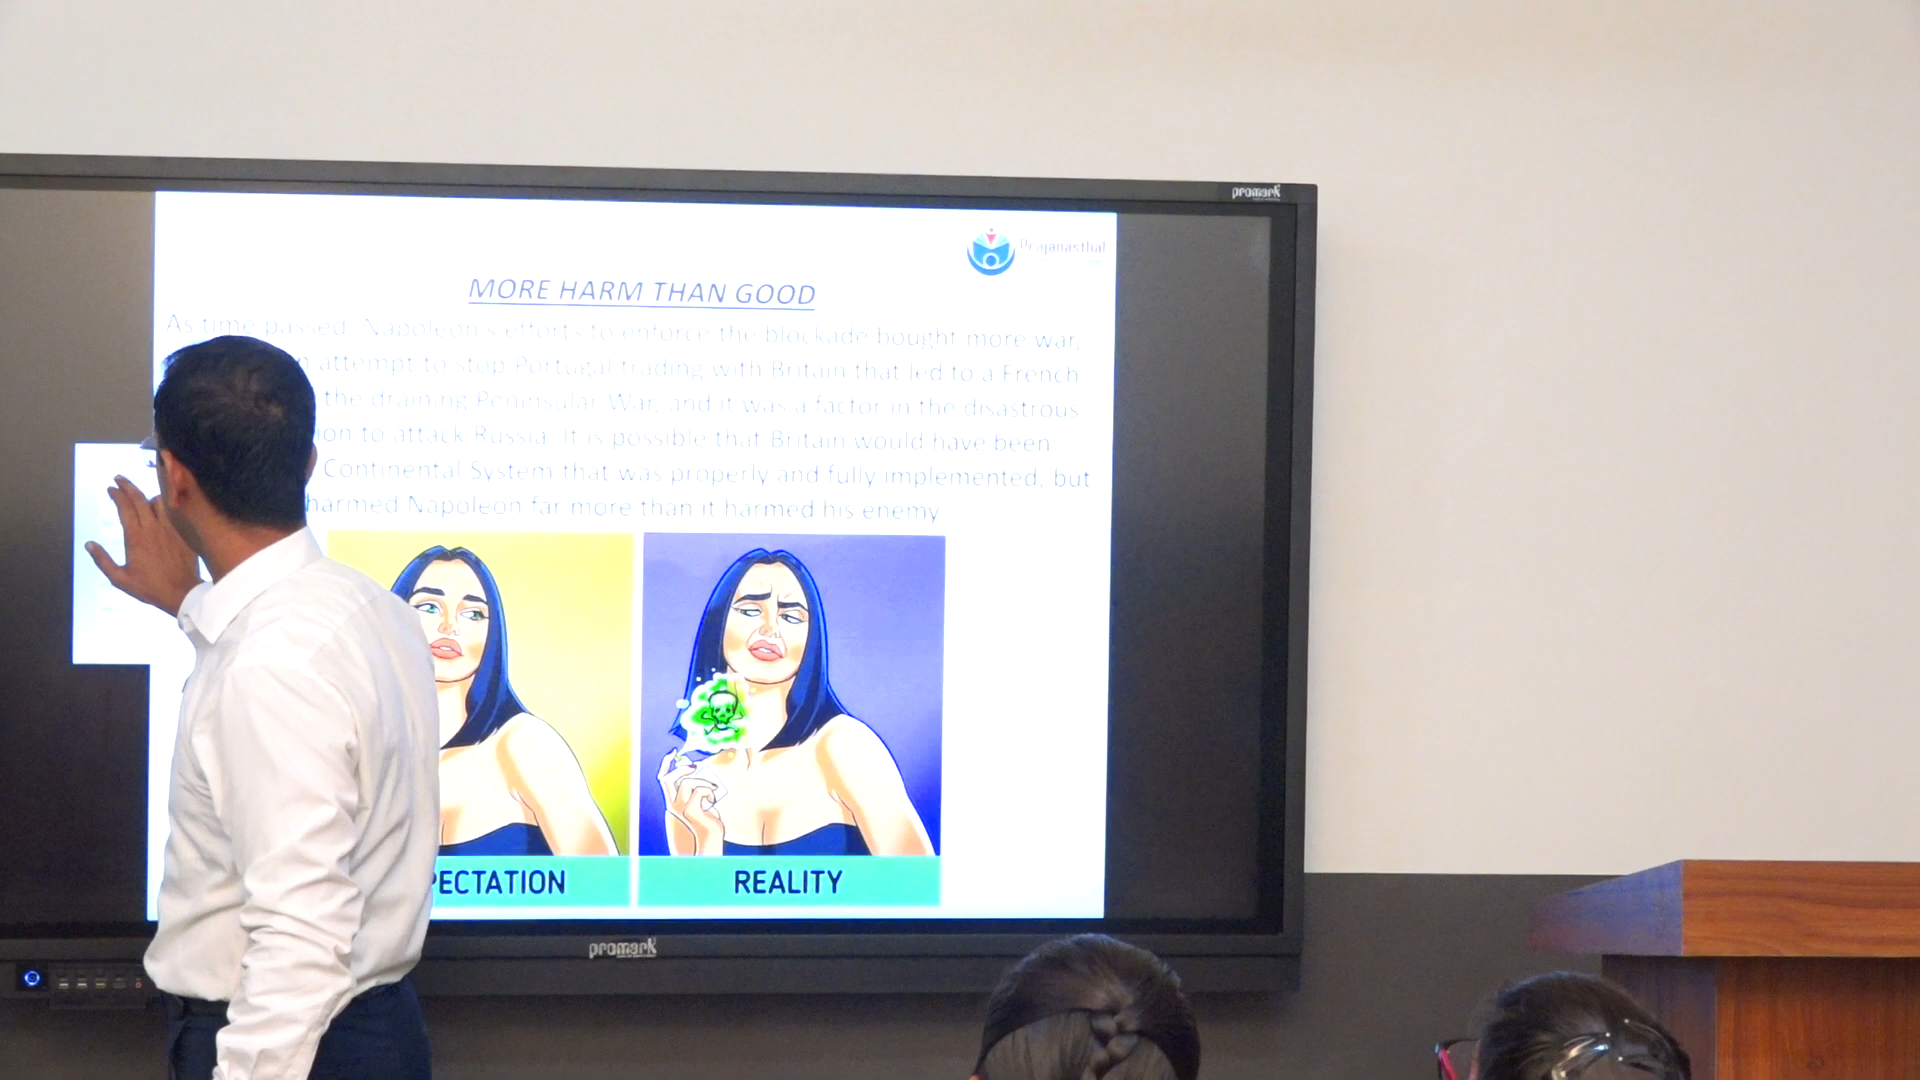 promark
Prajanasthal
MORE HARM THAN GOOD
As time passed, Napoleon's efforts to enforce the blockade bought more war,
n attempt to stop Portugal trading with Britain that led to a French
the draining Peninsular War, and it was a factor in the disastrous
ion to attack Russia. It is possible that Britain would have been
Continental System that was properly and fully implemented, but
harmed Napoleon far more than it harmed his enemy
PECTATION
REALITY
promark